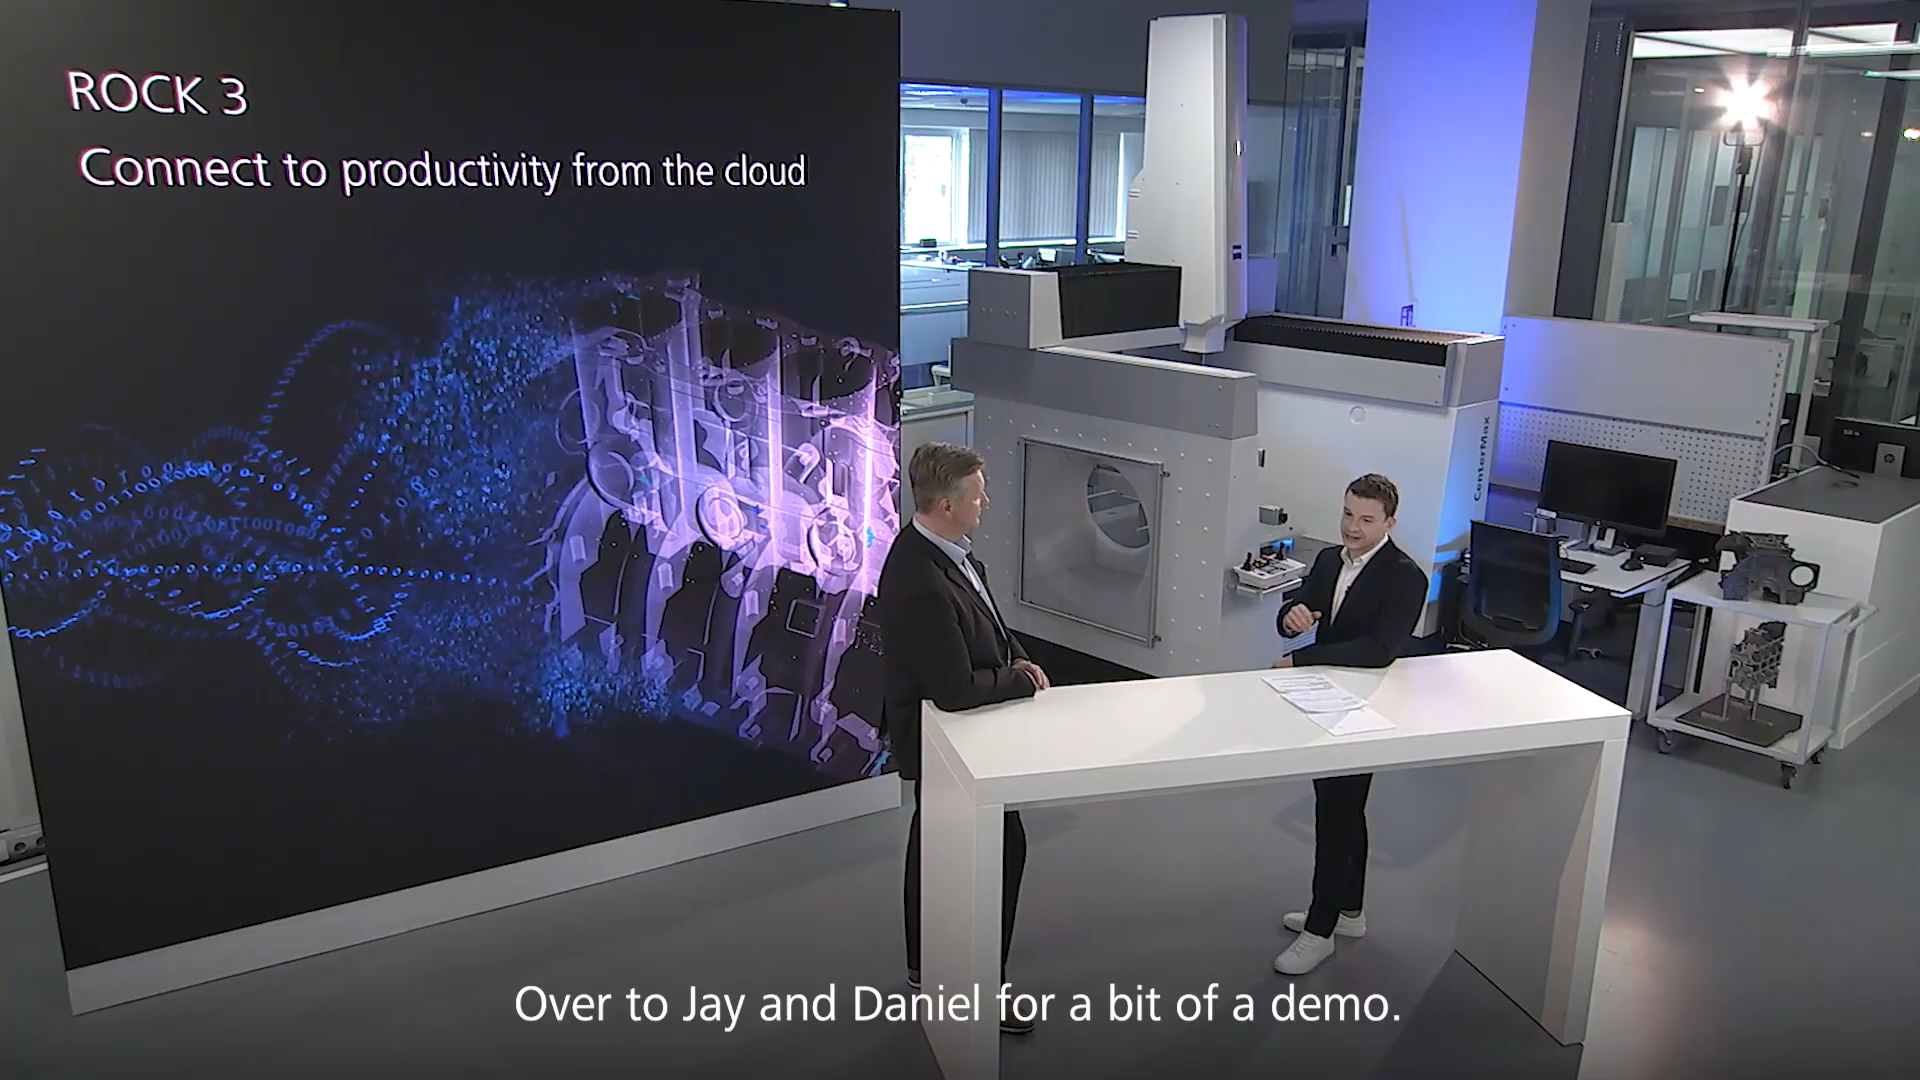 ROCK 3
Connect to productivity from the cloud
CenterMax
Over to Jay and Daniel for a bit of a demo.